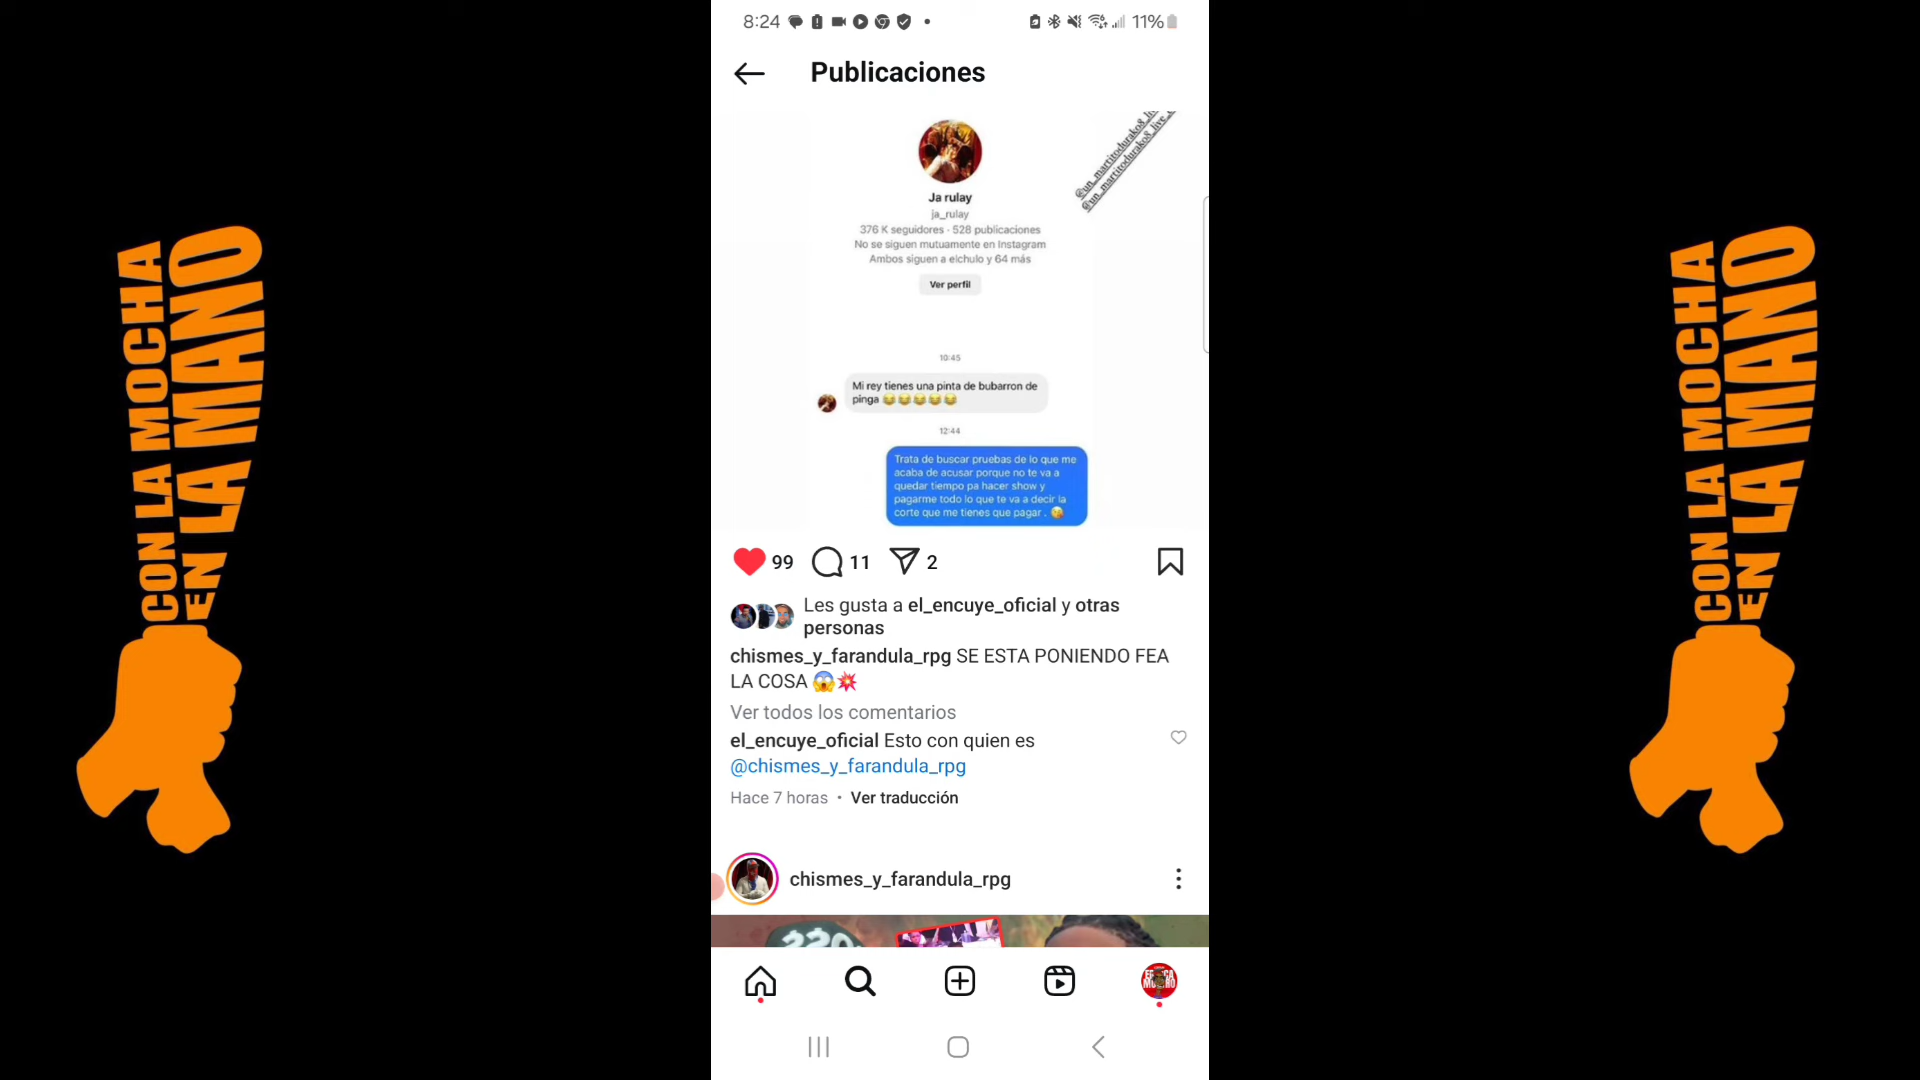 CON LA MOCHA
EN LA MANO
8:24
11%
Publicaciones
@un_martitodurako8_live_
Ja rulay
ja_rulay
376 K seguidores · 528 publicaciones
No se siguen mutuamente en Instagram
Ambos siguen a elchulo y 64 más
Ver perfil
10:45
Mi rey tienes una pinta de bubarron de
pinga 😂😂😂😂😂
12:44
Trata de buscar pruebas de lo que me
acaba de acusar porque no te va a
quedar tiempo pa hacer show y
pagarme todo lo que te va a decir la
corte que me tienes que pagar . 😘
99
11
2
Les gusta a el_encuye_oficial y otras
personas
chismes_y_farandula_rpg SE ESTA PONIENDO FEA
LA COSA 😱💥
Ver todos los comentarios
el_encuye_oficial Esto con quien es
@chismes_y_farandula_rpg
Hace 7 horas • Ver traducción
chismes_y_farandula_rpg
CON LA MOCHA
EN LA MANO